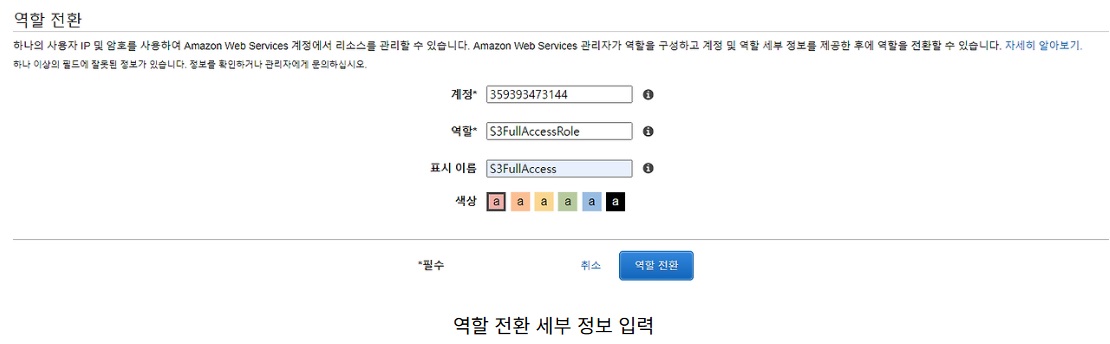 역할 전환
하나의 사용자 IP 및 암호를 사용하여 Amazon Web Services 계정에서 리소스를 관리할 수 있습니다. Amazon Web Services 관리자가 역할을 구성하고 계정 및 역할 세부 정보를 제공한 후에 역할을 전환할 수 있습니다. 자세히 알아보기.
하나 이상의 필드에 잘못된 정보가 있습니다. 정보를 확인하거나 관리자에게 문의하십시오.
계정* 359393473144
역할* S3FullAccessRole
표시 이름 S3FullAccess
색상 a a a a a a
*필수 취소 역할 전환
역할 전환 세부 정보 입력